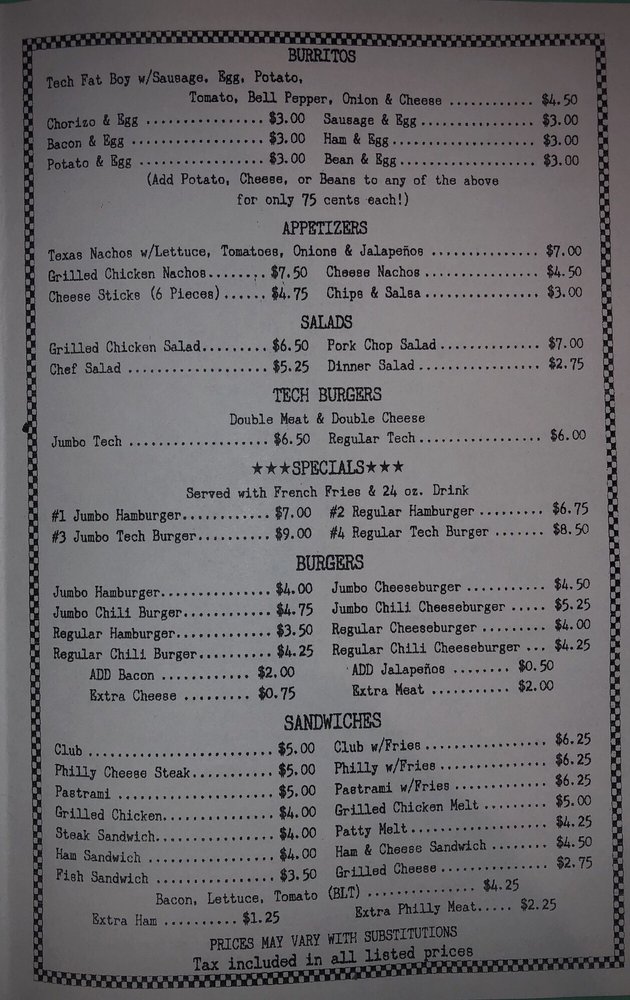 BURRITOS
Tech Fat Boy w/Sausage, Egg, Potato,
Tomato, Bell Pepper, Onion & Cheese ............ $4.50
Chorizo & Egg ................ $3.00 Sausage & Egg ................ $3.00
Bacon & Egg .................. $3.00 Ham & Egg.................... $3.00
Potato & Egg ................. $3.00 Bean & Egg................... $3.00
(Add Potato, Cheese, or Beans to any of the above
for only 75 cents each!)
APPETIZERS
Texas Nachos w/Lettuce, Tomatoes, Onions & Jalapeños ............... $7.00
Grilled Chicken Nachos........ $7.50 Cheese Nachos ................ $4.50
Cheese Sticks (6 Pieces)...... $4.75 Chips & Salsa ................ $3.00
SALADS
Grilled Chicken Salad......... $6.50 Pork Chop Salad .............. $7.00
Chef Salad ................... $5.25 Dinner Salad ................. $2.75
TECH BURGERS
Double Meat & Double Cheese
Jumbo Tech ................... $6.50 Regular Tech................. $6.00
★★★SPECIALS★★★
Served with French Fries & 24 oz. Drink
#1 Jumbo Hamburger............ $7.00 #2 Regular Hamburger ......... $6.75
#3 Jumbo Tech Burger.......... $9.00 #4 Regular Tech Burger ....... $8.50
BURGERS
Jumbo Hamburger............... $4.00 Jumbo Cheeseburger ........... $4.50
Jumbo Chili Burger............ $4.75 Jumbo Chili Cheeseburger ..... $5.25
Regular Hamburger............. $3.50 Regular Cheeseburger ......... $4.00
Regular Chili Burger.......... $4.25 Regular Chili Cheeseburger ... $4.25
ADD Bacon ............ $2.00 ADD Jalapeños ........ $0.50
Extra Cheese ......... $0.75 Extra Meat ........... $2.00
SANDWICHES
Club ......................... $5.00 Club w/Fries ................. $6.25
Philly Cheese Steak........... $5.00 Philly w/Fries ............... $6.25
Pastrami ..................... $5.00 Pastrami w/Fries ............. $6.25
Grilled Chicken............... $4.00 Grilled Chicken Melt ......... $5.00
Steak Sandwich................ $4.00 Patty Melt................... $4.25
Ham Sandwich ................. $4.00 Ham & Cheese Sandwich ........ $4.50
Fish Sandwich ................ $3.50 Grilled Cheese ............... $2.75
Bacon, Lettuce, Tomato (BLT) ............... $4.25
Extra Ham .......... $1.25 Extra Philly Meat..... $2.25
PRICES MAY VARY WITH SUBSTITUTIONS
Tax included in all listed prices